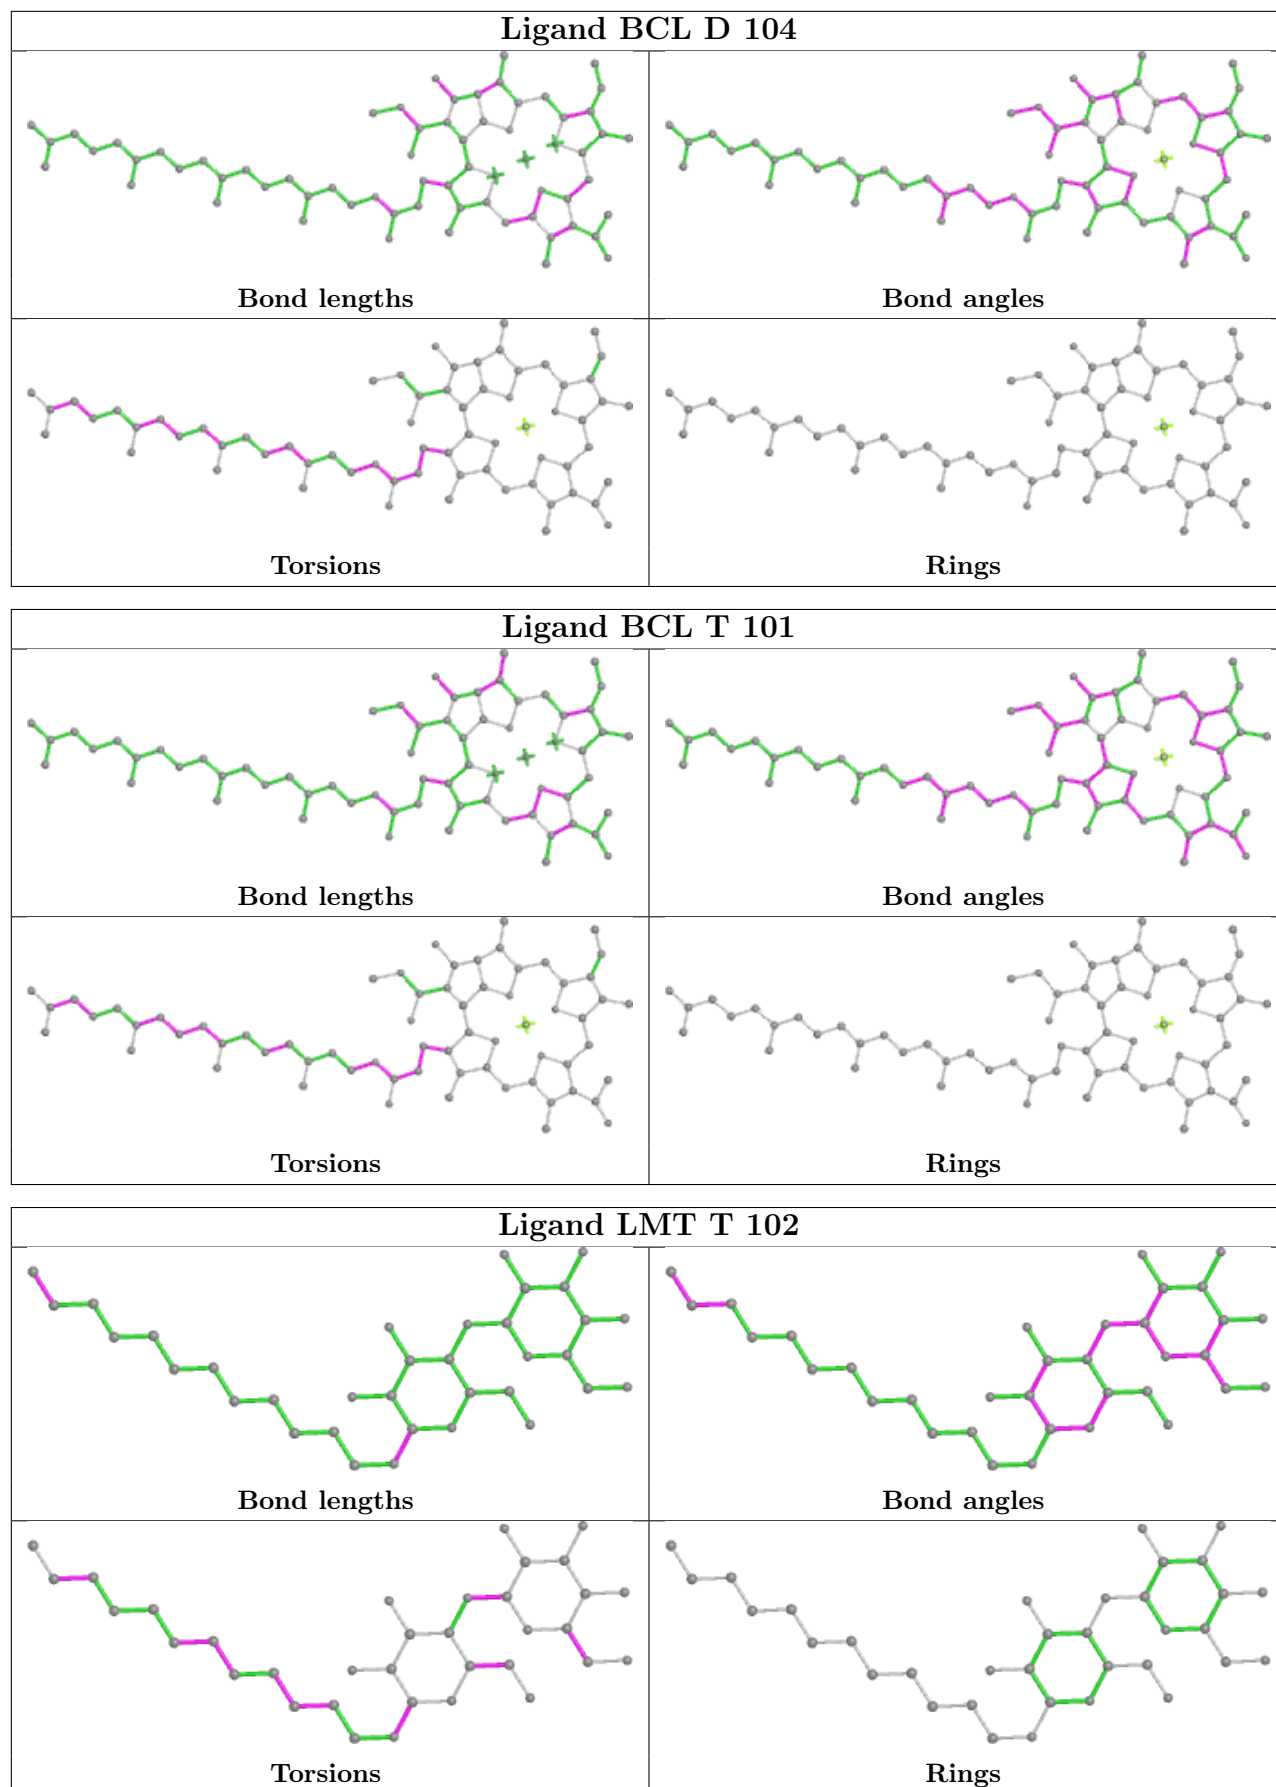 Ligand BCL D 104
Bond lengths
Bond angles
Torsions
Rings
Ligand BCL T 101
Bond lengths
Bond angles
Torsions
Rings
Ligand LMT T 102
Bond lengths
Bond angles
Torsions
Rings